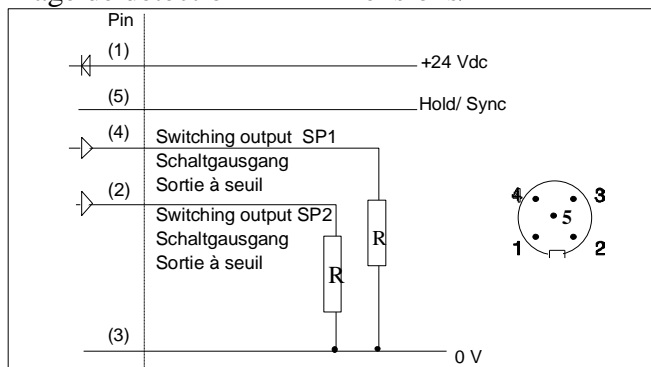 Pin
(1)
+24 Vdc
(5)
Hold/ Sync
(4)
Switching output SP1
Schaltgausgang
Sortie à seuil
(2)
Switching output SP2
Schaltgausgang
Sortie à seuil
R
R
4
3
5
1
2
(3)
0 V